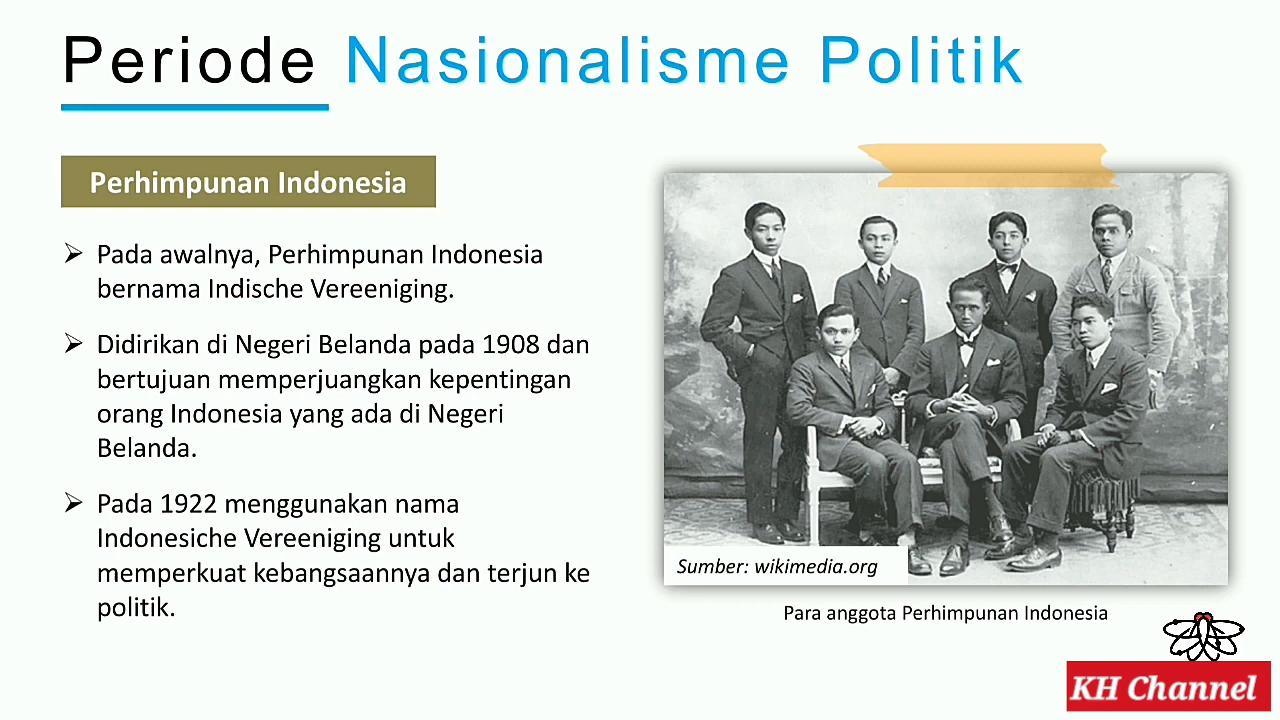 Periode Nasionalisme Politik
Perhimpunan Indonesia
Pada awalnya, Perhimpunan Indonesia
bernama Indische Vereeniging.
Didirikan di Negeri Belanda pada 1908 dan
bertujuan memperjuangkan kepentingan
orang Indonesia yang ada di Negeri
Belanda.
Pada 1922 menggunakan nama
Indonesiche Vereeniging untuk
memperkuat kebangsaannya dan terjun ke
politik.
Sumber: wikimedia.org
Para anggota Perhimpunan Indonesia
KH Channel